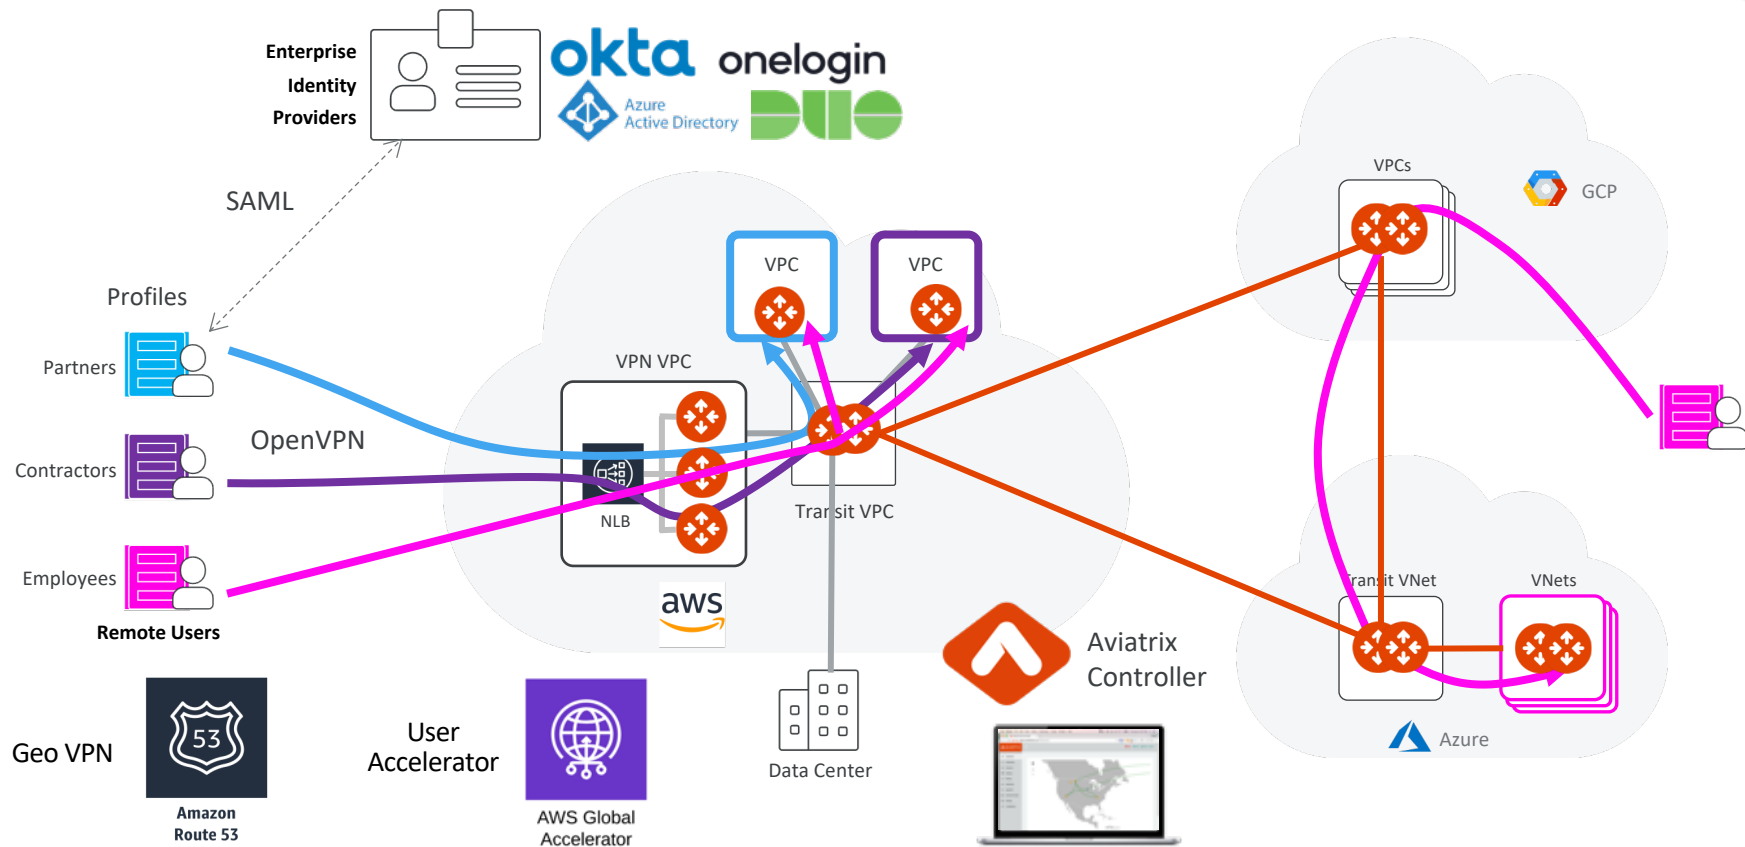 Enterprise
Identity
Providers
okta
onelogin
Azure
Active Directory
DUO
SAML
Profiles
Partners
Contractors
Employees
Remote Users
OpenVPN
VPN VPC
NLB
VPC
VPC
Transit VPC
aws
VPCs
GCP
Transit VNet
VNets
Azure
Aviatrix
Controller
Data Center
Geo VPN
53
Amazon
Route 53
User
Accelerator
AWS Global
Accelerator